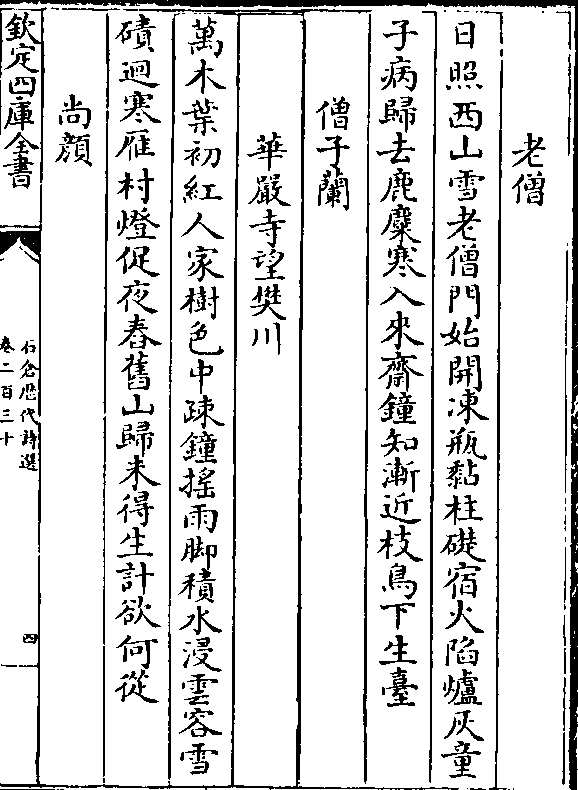 老僧
日照西山雪老僧門始開凍瓶黏柱礎宿火陷爐灰童
子病歸去鹿麋寒入來齋鐘知漸近枝鳥下生臺
僧子蘭
華嚴寺望樊川
萬木葉初紅人家樹色中疎鐘搖雨脚積水浸雲容雪
磧迴寒雁村燈促夜舂舊山歸未得生計欲何從
尚顔
欽定四庫全書
石倉歴代詩選
卷二百三十
四